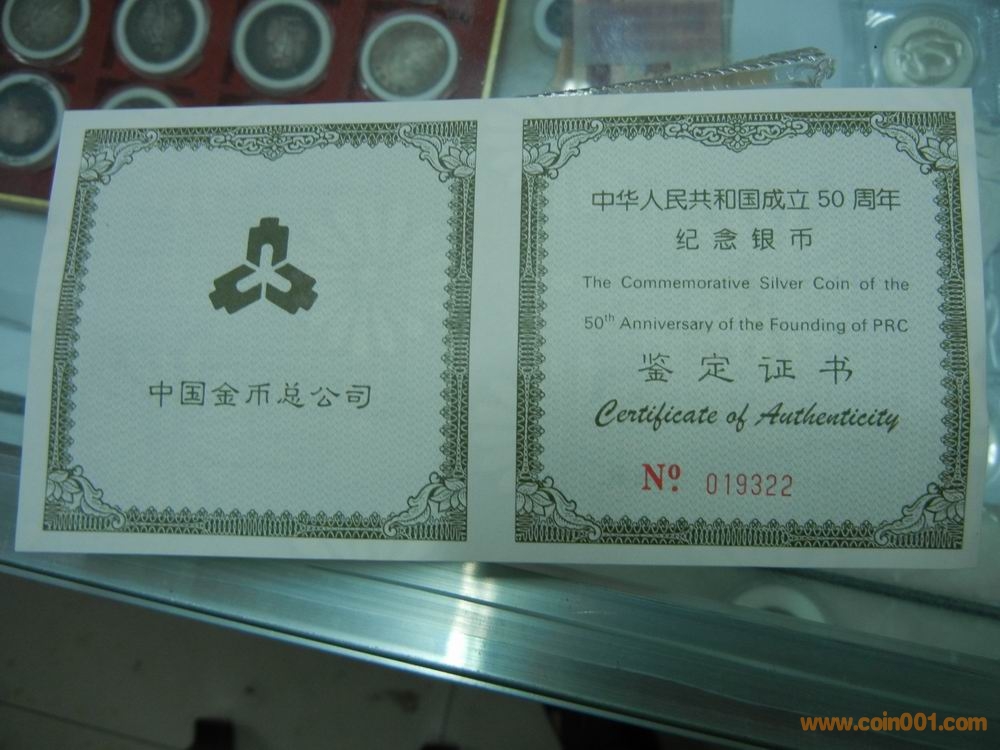 中国金币总公司
中华人民共和国成立50周年
纪念银币
The Commemorative Silver Coin of the
50th Anniversary of the Founding of PRC
鉴定证书
Certificate of Authenticity
Nº. 019322
www.coin001.com